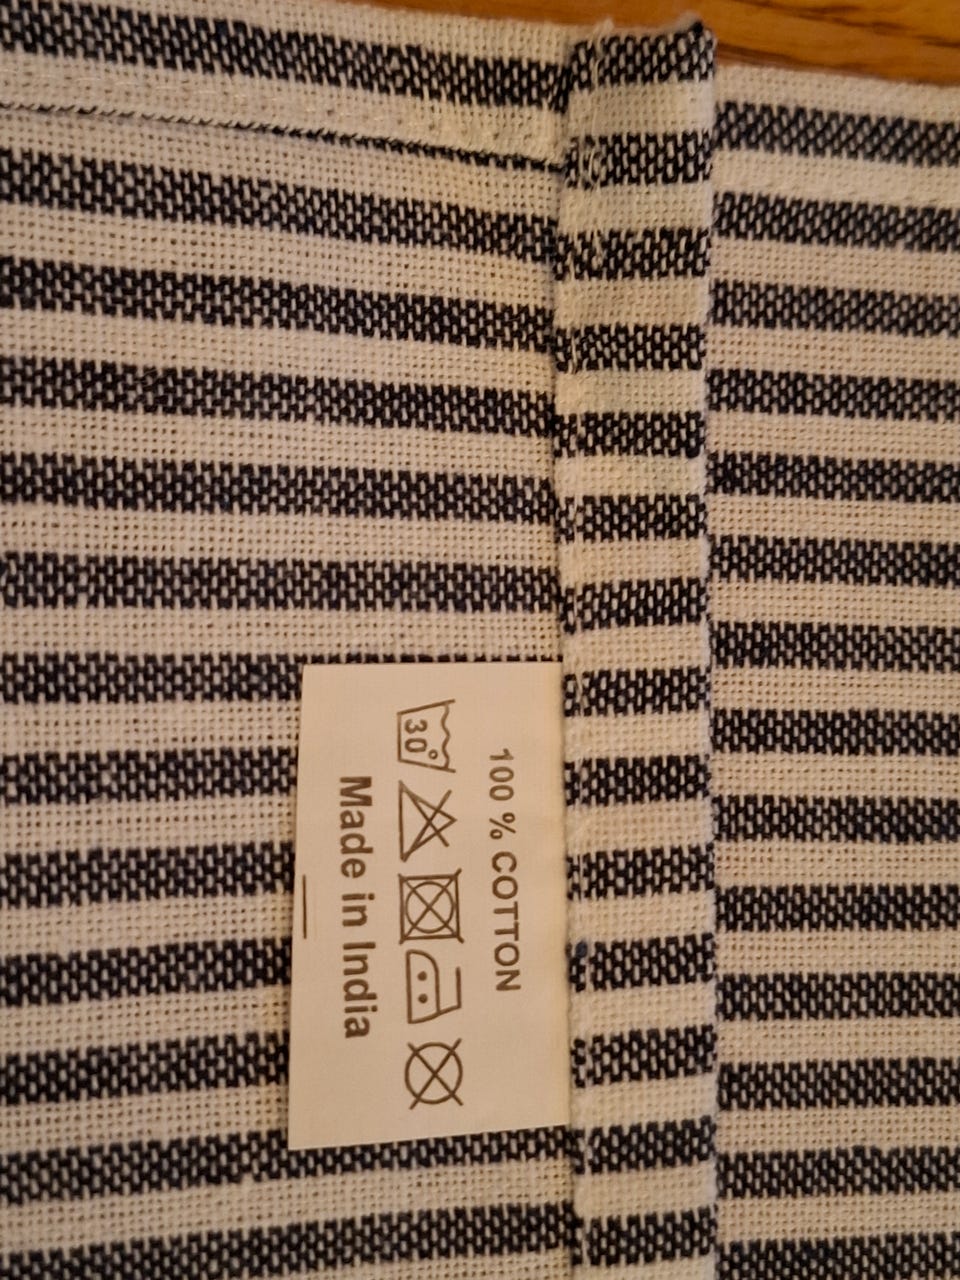 100 % COTTON
30°
Made in India